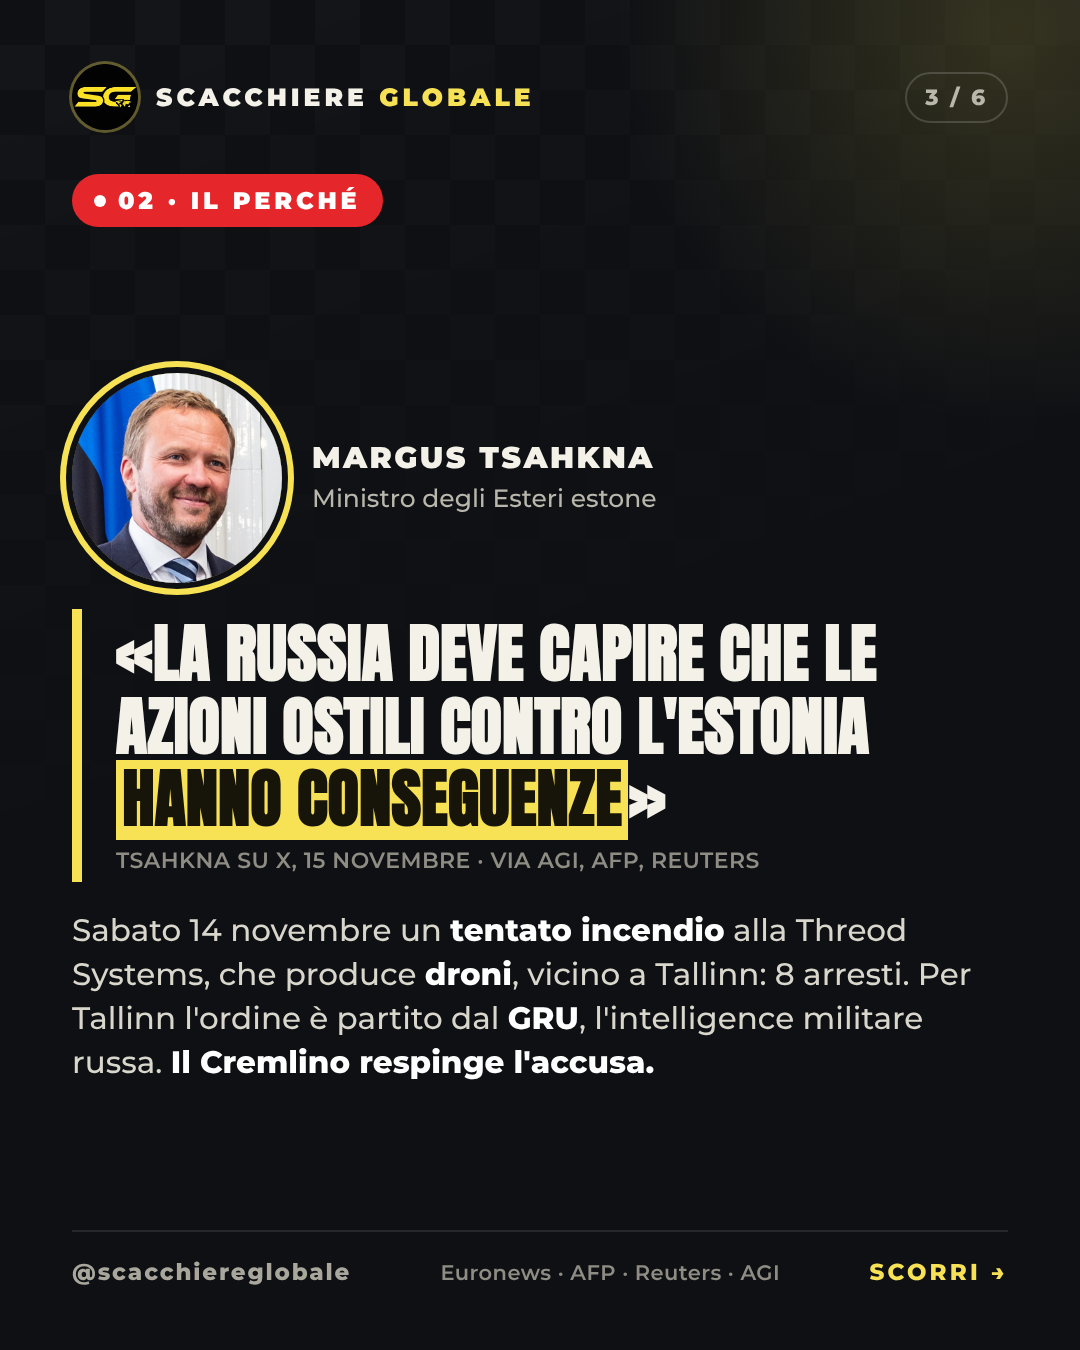 SG
SCACCHIERE GLOBALE
3 / 6
02 · IL PERCHÉ
MARGUS TSAHKNA
Ministro degli Esteri estone
«LA RUSSIA DEVE CAPIRE CHE LE
AZIONI OSTILI CONTRO L'ESTONIA
HANNO CONSEGUENZE»
TSAHKNA SU X, 15 NOVEMBRE · VIA AGI, AFP, REUTERS
Sabato 14 novembre un tentato incendio alla Threod
Systems, che produce droni, vicino a Tallinn: 8 arresti. Per
Tallinn l'ordine è partito dal GRU, l'intelligence militare
russa. Il Cremlino respinge l'accusa.
@scacchiereglobale
Euronews · AFP · Reuters · AGI
SCORRI →